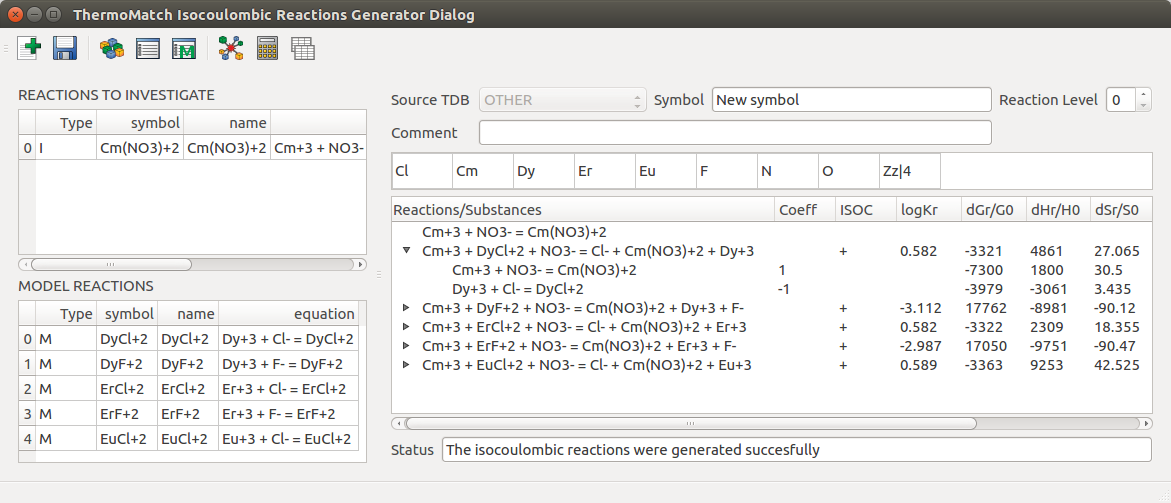 ThermoMatch Isocoulombic Reactions Generator Dialog
REACTIONS TO INVESTIGATE
Type symbol name
0 I Cm(NO3)+2 Cm(NO3)+2 Cm+3 + NO3-
MODEL REACTIONS
Type symbol name equation
0 M DyCl+2 DyCl+2 Dy+3 + Cl- = DyCl+2
1 M DyF+2 DyF+2 Dy+3 + F- = DyF+2
2 M ErCl+2 ErCl+2 Er+3 + Cl- = ErCl+2
3 M ErF+2 ErF+2 Er+3 + F- = ErF+2
4 M EuCl+2 EuCl+2 Eu+3 + Cl- = EuCl+2
Source TDB OTHER Symbol New symbol Reaction Level 0
Comment
Cl Cm Dy Er Eu F N O Zz|4
Reactions/Substances Coeff ISOC logKr dGr/G0 dHr/H0 dSr/S0
Cm+3 + NO3- = Cm(NO3)+2
Cm+3 + DyCl+2 + NO3- = Cl- + Cm(NO3)+2 + Dy+3 + 0.582 -3321 4861 27.065
Cm+3 + NO3- = Cm(NO3)+2 1 -7300 1800 30.5
Dy+3 + Cl- = DyCl+2 -1 -3979 -3061 3.435
Cm+3 + DyF+2 + NO3- = Cm(NO3)+2 + Dy+3 + F- + -3.112 17762 -8981 -90.12
Cm+3 + ErCl+2 + NO3- = Cl- + Cm(NO3)+2 + Er+3 + 0.582 -3322 2309 18.355
Cm+3 + ErF+2 + NO3- = Cm(NO3)+2 + Er+3 + F- + -2.987 17050 -9751 -90.47
Cm+3 + EuCl+2 + NO3- = Cl- + Cm(NO3)+2 + Eu+3 + 0.589 -3363 9253 42.525
Status The isocoulombic reactions were generated succesfully